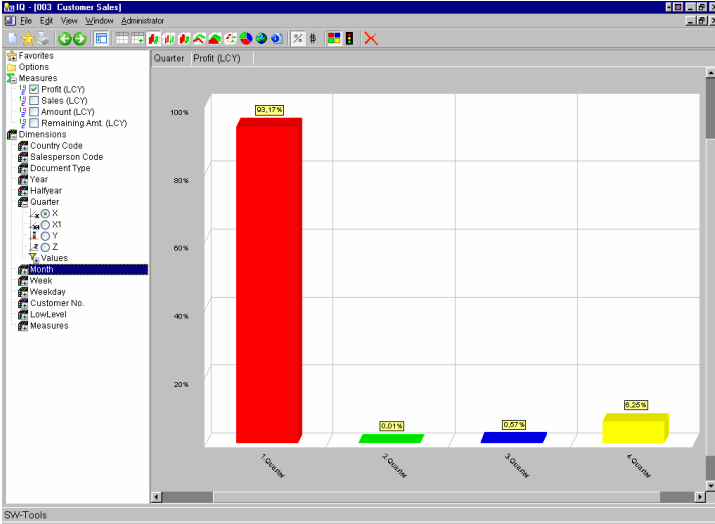 IQ - [003 Customer Sales]
File Edit View Window Administrator
% $
Favorites
Options
Measures
Profit (LCY)
Sales (LCY)
Amount (LCY)
Remaining Amt. (LCY)
Dimensions
Country Code
Salesperson Code
Document Type
Year
Halfyear
Quarter
X
X1
Y
Z
Values
Month
Week
Weekday
Customer No.
LowLevel
Measures
Quarter Profit (LCY)
100%
80%
60%
40%
20%
93,17%
0,01%
0,57%
6,25%
1.Quarter
2.Quarter
3.Quarter
4.Quarter
SW-Tools